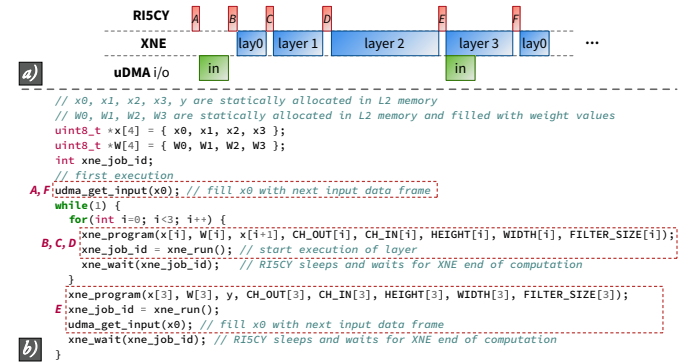 RI5CY A B C D E F
XNE lay0 layer 1 layer 2 layer 3 lay0 ...
uDMA i/o in in
a)
// x0, x1, x2, x3, y are statically allocated in L2 memory
// W0, W1, W2, W3 are statically allocated in L2 memory and filled with weight values
uint8_t *x[4] = { x0, x1, x2, x3 };
uint8_t *W[4] = { W0, W1, W2, W3 };
int xne_job_id;
// first execution
A, F udma_get_input(x0); // fill x0 with next input data frame
while(1) {
for(int i=0; i<3; i++) {
xne_program(x[i], W[i], x[i+1], CH_OUT[i], CH_IN[i], HEIGHT[i], WIDTH[i], FILTER_SIZE[i]);
B, C, D xne_job_id = xne_run(); // start execution of layer
xne_wait(xne_job_id); // RI5CY sleeps and waits for XNE end of computation
}
xne_program(x[3], W[3], y, CH_OUT[3], CH_IN[3], HEIGHT[3], WIDTH[3], FILTER_SIZE[3]);
E xne_job_id = xne_run();
udma_get_input(x0); // fill x0 with next input data frame
b) xne_wait(xne_job_id); // RI5CY sleeps and waits for XNE end of computation
}